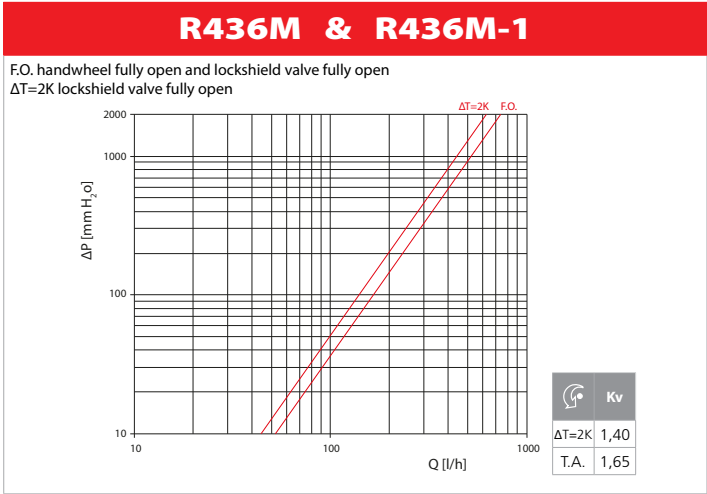 R436M & R436M-1
F.O. handwheel fully open and lockshield valve fully open
ΔT=2K lockshield valve fully open
ΔT=2K F.O.
2000
1000
100
10
ΔP [mm H₂o]
10 100 1000
Q [l/h]
Kv
ΔT=2K 1,40
T.A. 1,65